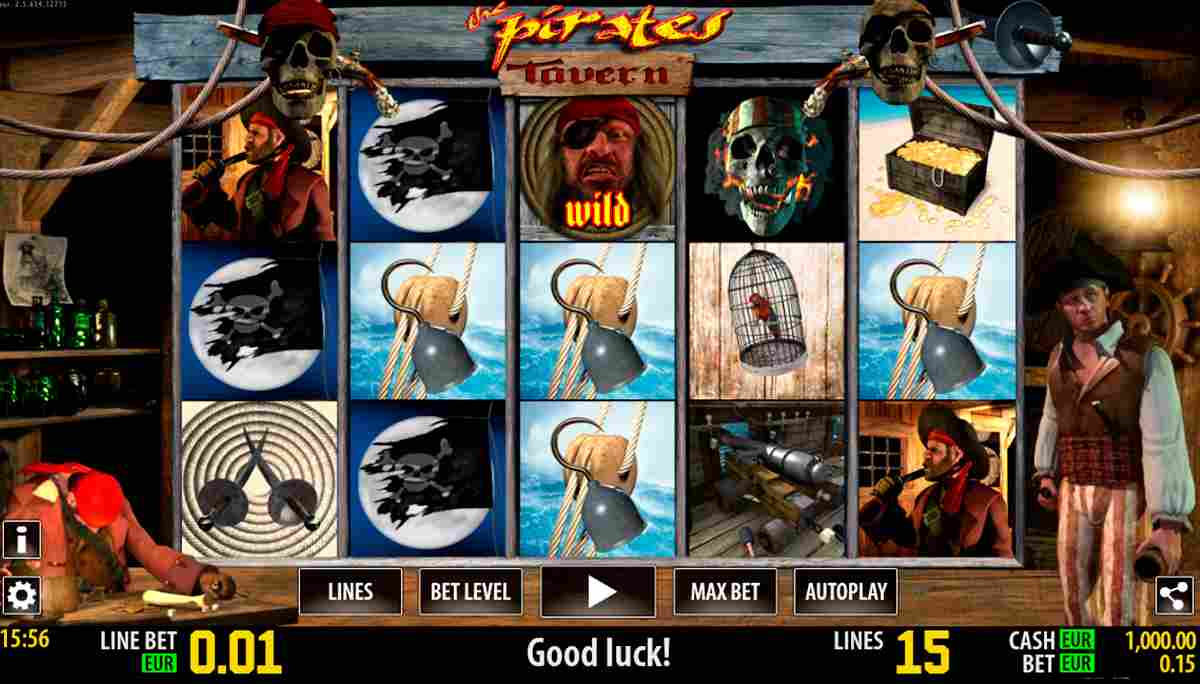 the Pirates
Tavern
wild
LINES
BET LEVEL
MAX BET
AUTOPLAY
15:56
LINE BET
EUR
0.01
Good luck!
LINES
15
CASH EUR 1,000.00
BET EUR 0.15